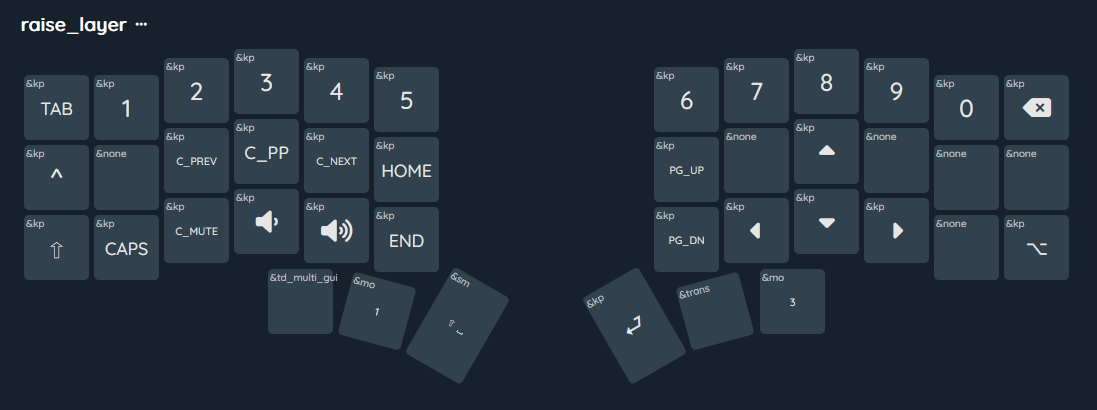 raise_layer ···
&kp TAB &kp 1 &kp 2 &kp 3 &kp 4 &kp 5 &kp 6 &kp 7 &kp 8 &kp 9 &kp 0 &kp ⌫
&kp ^ &none &kp C_PREV &kp C_PP &kp C_NEXT &kp HOME &kp PG_UP &none &kp ▲ &none &none &none
&kp ⇧ &kp CAPS &kp C_MUTE &kp 🔉 &kp 🔊 &kp END &kp PG_DN &kp ◀ &kp ▼ &kp ▶ &none &kp ⌥
&td_multi_gui &mo 1 &sm ⇧ ⎵ &kp ⏎ &trans &mo 3